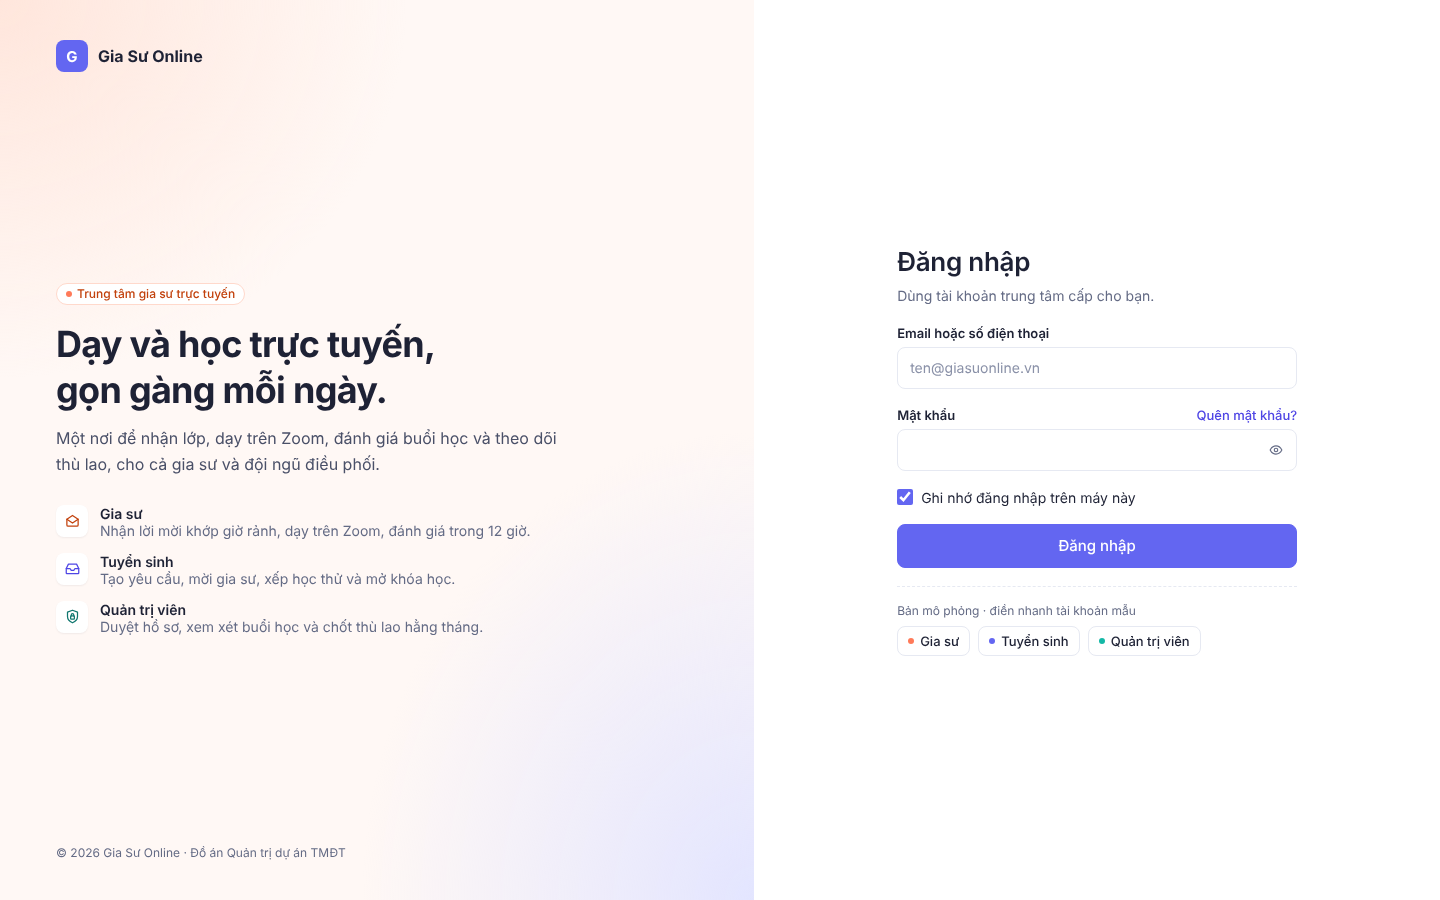 G
Gia Sư Online
Trung tâm gia sư trực tuyến
Dạy và học trực tuyến,
gọn gàng mỗi ngày.
Một nơi để nhận lớp, dạy trên Zoom, đánh giá buổi học và theo dõi
thù lao, cho cả gia sư và đội ngũ điều phối.
Gia sư
Nhận lời mời khớp giờ rảnh, dạy trên Zoom, đánh giá trong 12 giờ.
Tuyển sinh
Tạo yêu cầu, mời gia sư, xếp học thử và mở khóa học.
Quản trị viên
Duyệt hồ sơ, xem xét buổi học và chốt thù lao hằng tháng.
© 2026 Gia Sư Online · Đồ án Quản trị dự án TMĐT
Đăng nhập
Dùng tài khoản trung tâm cấp cho bạn.
Email hoặc số điện thoại
ten@giasuonline.vn
Mật khẩu Quên mật khẩu?
Ghi nhớ đăng nhập trên máy này
Đăng nhập
Bản mô phỏng · điền nhanh tài khoản mẫu
Gia sư Tuyển sinh Quản trị viên